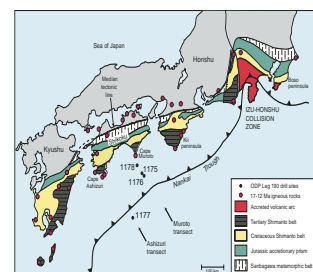 Sea of Japan
Honshu
Median
tectonic
line
Boso
peninsula
IZU-HONSHU
COLLISION
ZONE
Kyushu
Shikoku
Kii
peninsula
Cape
Muroto
1178
1175
1176
Cape
Ashizuri
Nankai Trough
1177
Muroto
transect
Ashizuri
transect
ODP Leg 100 drill sites
17-12 Ma igneous rocks
Accreted volcanic arc
Tertiary Shimanto belt
Cretaceous Shimanto belt
Jurassic accretionary prism
Sanbagawa metamorphic belt